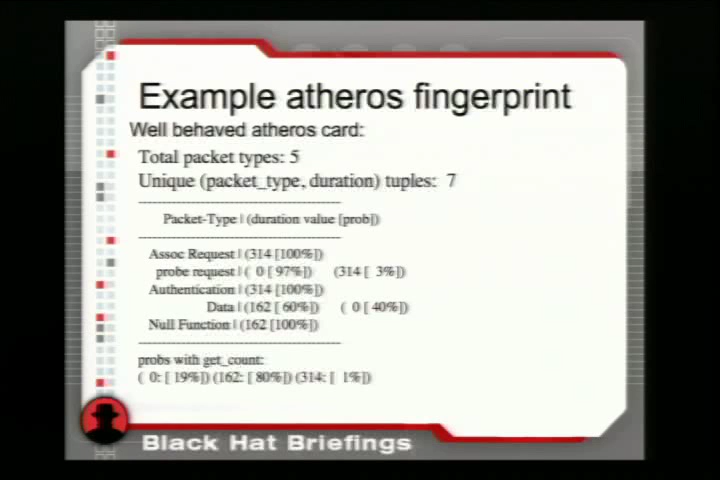 Example atheros fingerprint
Well behaved atheros card:
Total packet types: 5
Unique (packet_type, duration) tuples: 7
------------------------------------------------
Packet-Type | (duration value [prob])
------------------------------------------------
Assoc Request | (314 [100%])
probe request | ( 0 [ 97%]) (314 [ 3%])
Authentication | (314 [100%])
Data | (162 [ 60%]) ( 0 [ 40%])
Null Function | (162 [100%])
------------------------------------------------
probs with get_count:
( 0: [ 19%]) (162: [ 80%]) (314: [ 1%])
Black Hat Briefings